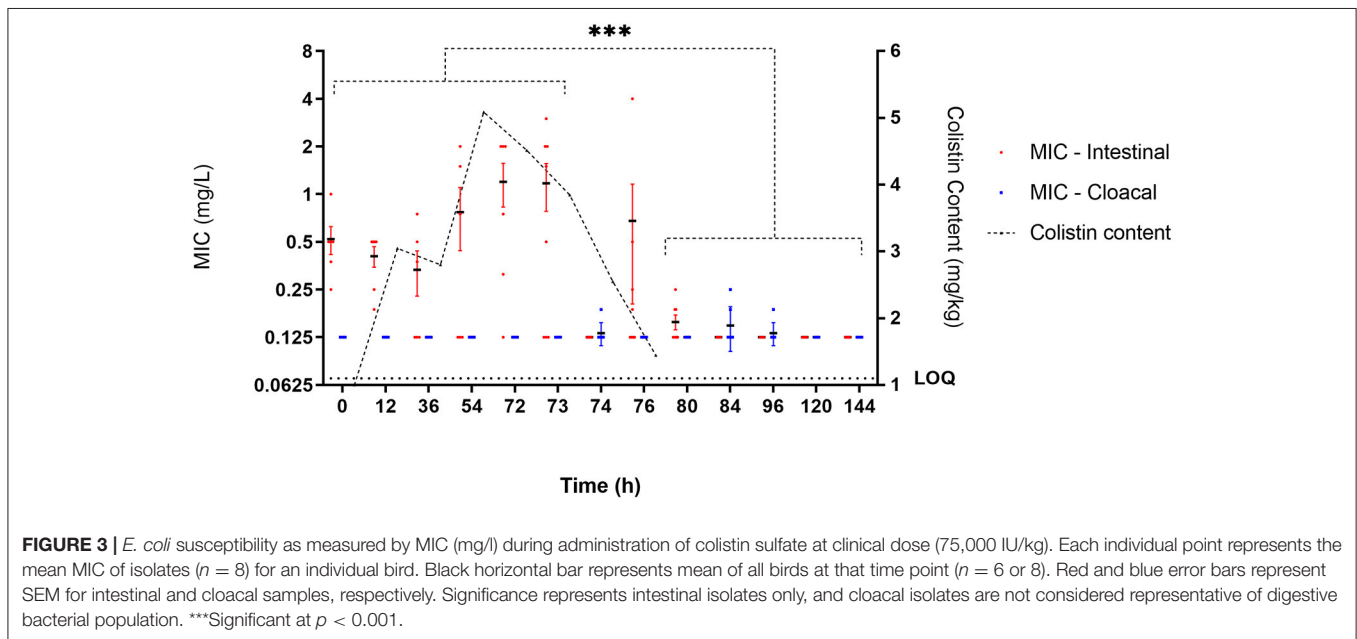 ***
8
4
2
1
0.5
0.25
0.125
0.0625
MIC (mg/L)
6
5
4
3
2
1
Colistin Content (mg/kg)
LOQ
0 12 36 54 72 73 74 76 80 84 96 120 144
Time (h)
MIC - Intestinal
MIC - Cloacal
Colistin content
FIGURE 3 | E. coli susceptibility as measured by MIC (mg/l) during administration of colistin sulfate at clinical dose (75,000 IU/kg). Each individual point represents the
mean MIC of isolates (n = 8) for an individual bird. Black horizontal bar represents mean of all birds at that time point (n = 6 or 8). Red and blue error bars represent
SEM for intestinal and cloacal samples, respectively. Significance represents intestinal isolates only, and cloacal isolates are not considered representative of digestive
bacterial population. ***Significant at p < 0.001.